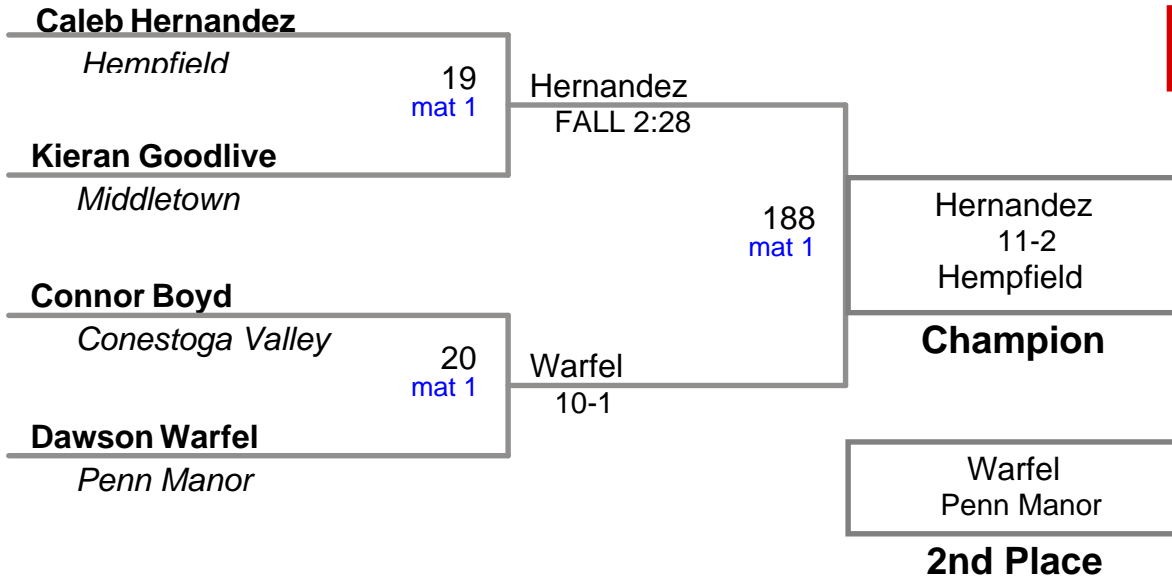 Caleb Hernandez
Hempfield
19
mat 1
Hernandez
FALL 2:28
Kieran Goodlive
Middletown
188
mat 1
Hernandez
11-2
Hempfield
Champion
Connor Boyd
Conestoga Valley
20
mat 1
Warfel
10-1
Dawson Warfel
Penn Manor
Warfel
Penn Manor
2nd Place